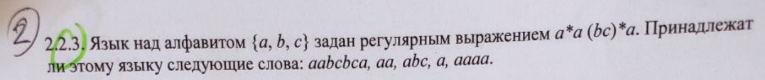 2
2.2.3. Язык над алфавитом {a, b, c} задан регулярным выражением a*a (bc)*a. Принадлежат
ли этому языку следующие слова: aabcbca, aa, abc, a, aaaa.